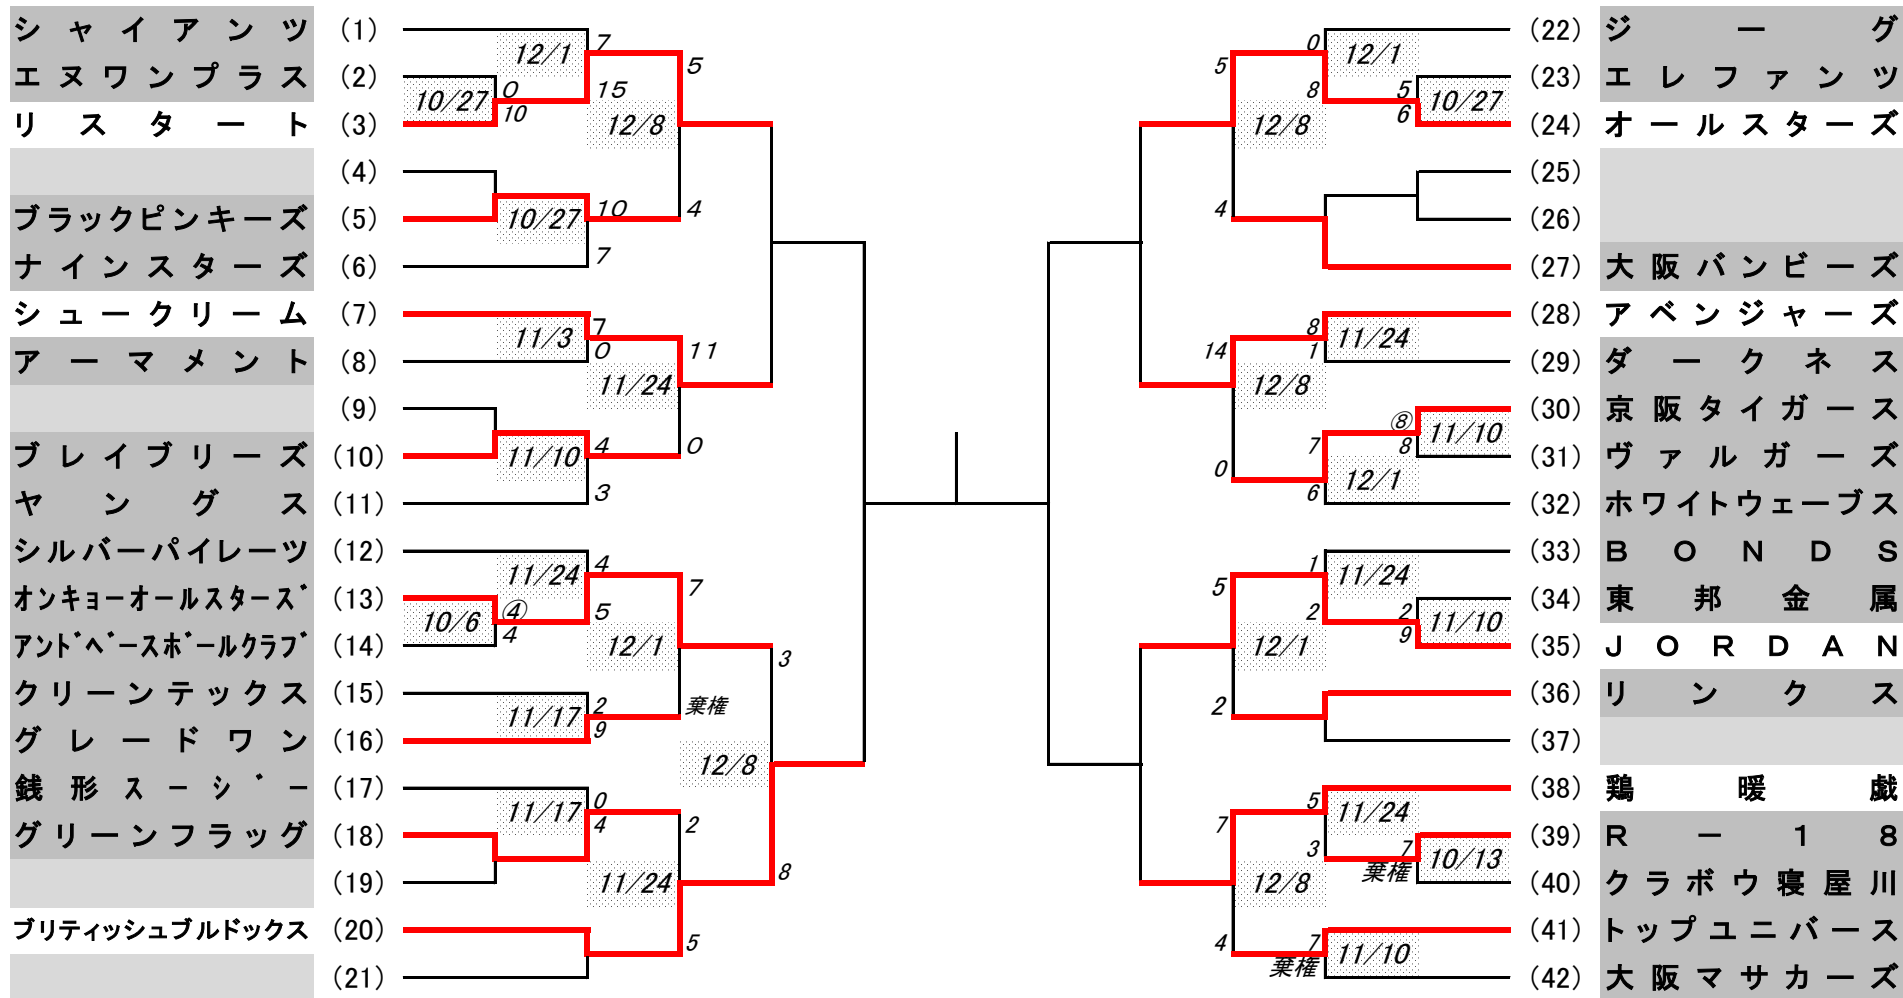 シャイアンツ (1)
エヌワンプラス (2)
リスタート (3)
(4)
ブラックピンキーズ (5)
ナインスターズ (6)
シュークリーム (7)
アーマメント (8)
(9)
ブレイブリーズ (10)
ヤングス (11)
シルバーパイレーツ (12)
オンキョーオールスターズ (13)
アンドベースボールクラブ (14)
クリーンテックス (15)
グレードワン (16)
銭形スージー (17)
グリーンフラッグ (18)
(19)
ブリティッシュブルドックス (20)
(21)
12/1 7
15
10/27 0
10
12/8 5
4
10/27 10
7
11/3 7
0
11/24 11
0
11/10 4
3
11/24 4
5
10/6 ④
4
12/1 7
棄権
11/17 2
9
12/8 3
8
11/17 0
4
11/24 2
5
(22) ジーグ
(23) エレファンツ
(24) オールスターズ
(25)
(26)
(27) 大阪バンビーズ
(28) アベンジャーズ
(29) ダークネス
(30) 京阪タイガース
(31) ヴァルガーズ
(32) ホワイトウェーブス
(33) BONDS
(34) 東邦金属
(35) JORDAN
(36) リンクス
(37)
(38) 鶏暖戯
(39) R－18
(40) クラボウ寝屋川
(41) トップユニバース
(42) 大阪マサカーズ
0 12/1
8
5 10/27
6
5 12/8
4
8 11/24
1
14 12/8
0
⑧ 11/10
8
7 12/1
6
1 11/24
2
2 11/10
9
5 12/1
2
5 11/24
3
7 10/13
棄権
7 12/8
4
7 11/10
棄権